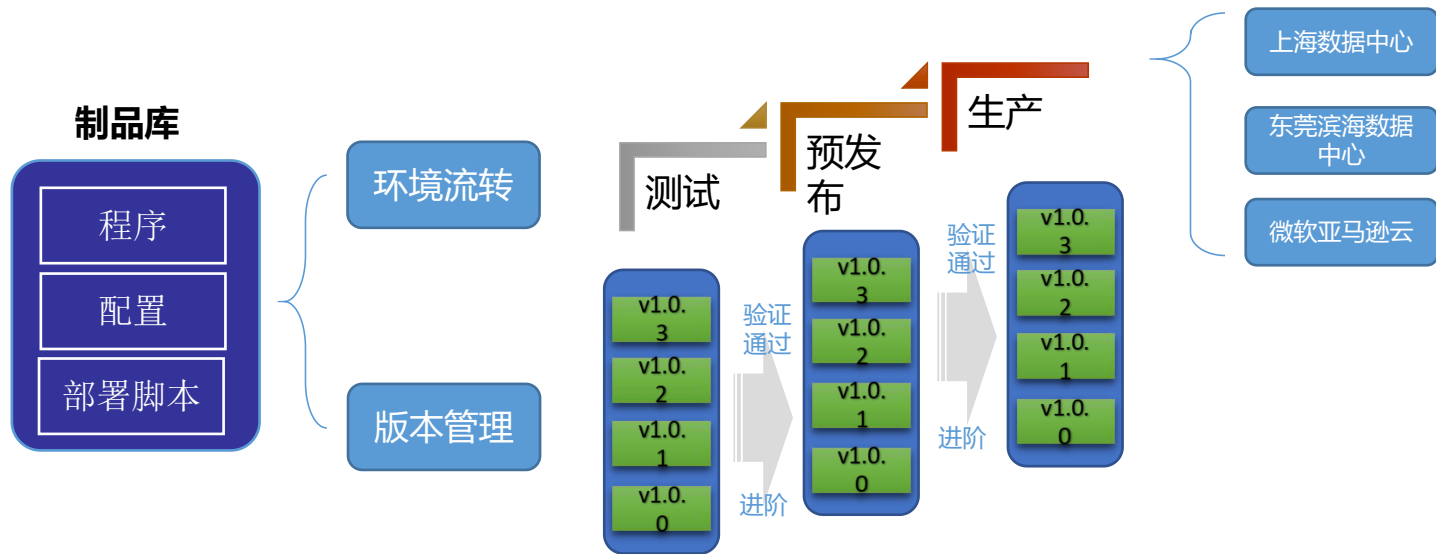 制品库
程序
配置
部署脚本
环境流转
版本管理
测试
v1.0.
3
v1.0.
2
v1.0.
1
v1.0.
0
验证
通过
进阶
预发
布
v1.0.
3
v1.0.
2
v1.0.
1
v1.0.
0
验证
通过
进阶
生产
v1.0.
3
v1.0.
2
v1.0.
1
v1.0.
0
上海数据中心
东莞滨海数据
中心
微软亚马逊云